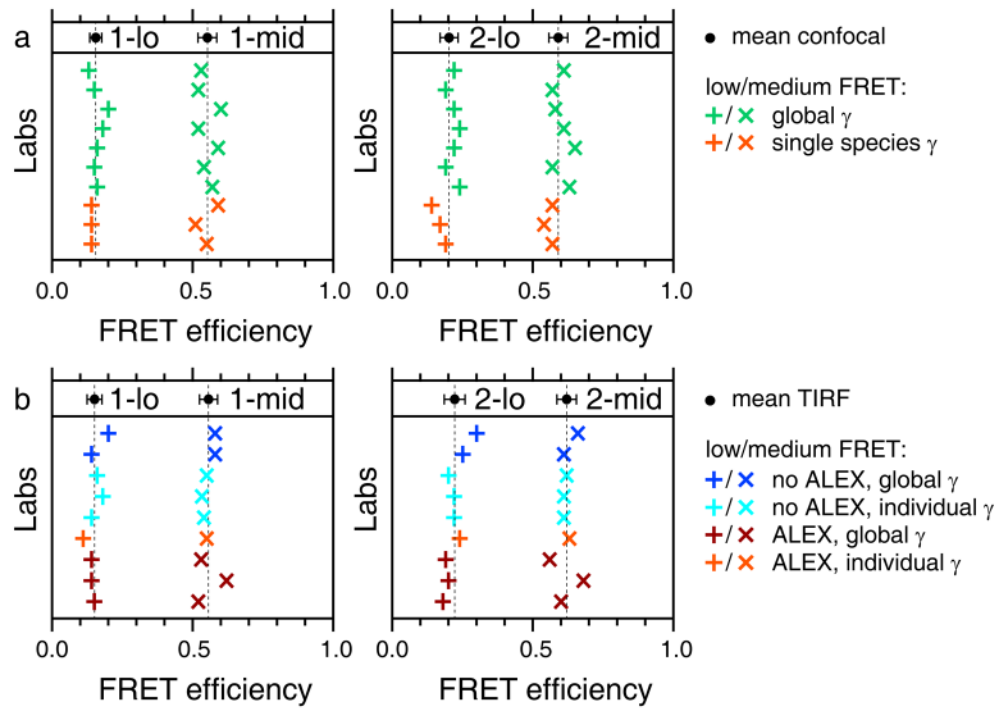 a
1-lo 1-mid
2-lo 2-mid
mean confocal
low/medium FRET:
+/× global γ
+/× single species γ
Labs
Labs
0.0 0.5 1.0
0.0 0.5 1.0
FRET efficiency
FRET efficiency
b
1-lo 1-mid
2-lo 2-mid
mean TIRF
low/medium FRET:
+/× no ALEX, global γ
+/× no ALEX, individual γ
+/× ALEX, global γ
+/× ALEX, individual γ
Labs
Labs
0.0 0.5 1.0
0.0 0.5 1.0
FRET efficiency
FRET efficiency